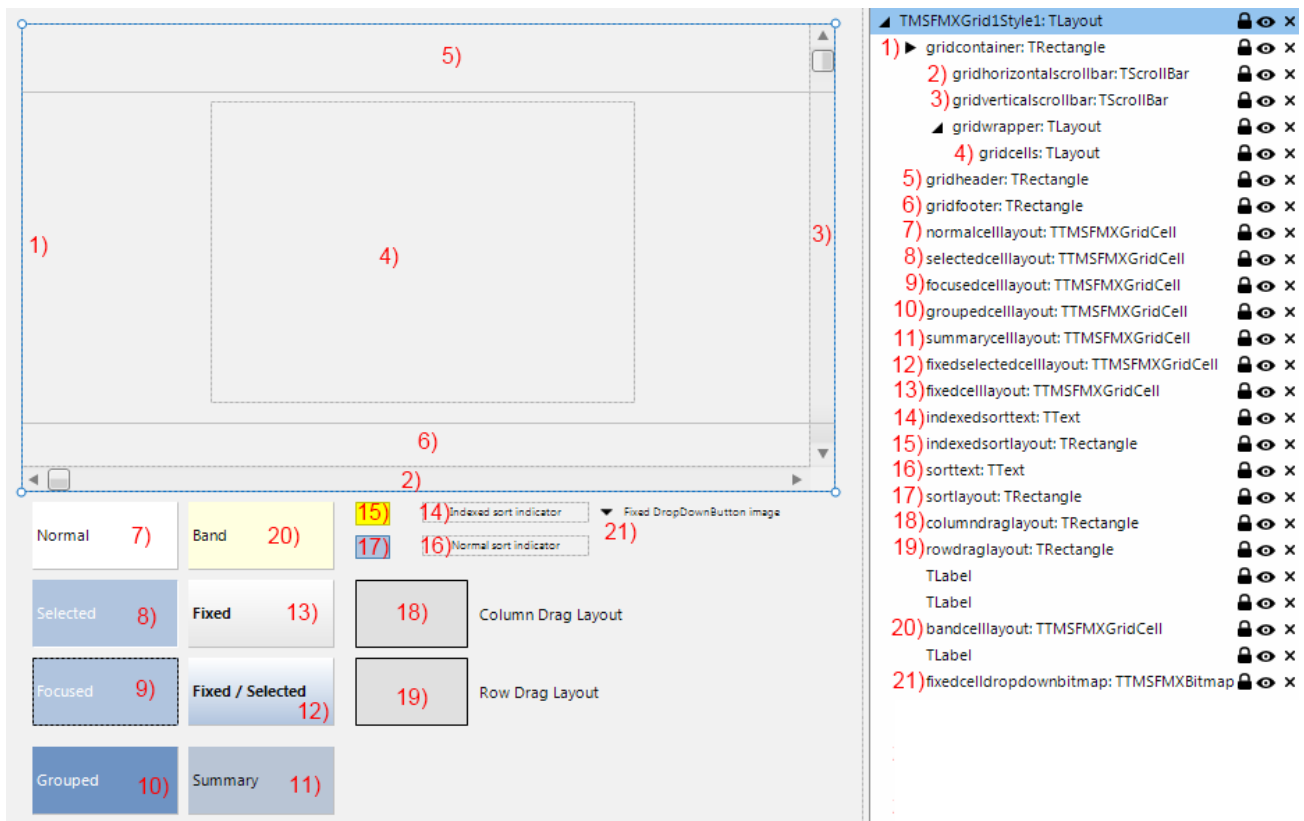 5)
1)
4)
3)
6)
2)
Normal 7)
Band 20)
15)
14) Indexed sort indicator
Fixed DropDownButton image
21)
17)
16) Normal sort indicator
Selected 8)
Fixed 13)
18)
Column Drag Layout
Focused 9)
Fixed / Selected
12)
19)
Row Drag Layout
Grouped 10)
Summary 11)
TMSFMXGrid1Style1: TLayout
1) gridcontainer: TRectangle
2) gridhorizontalscrollbar: TScrollBar
3) gridverticalscrollbar: TScrollBar
gridwrapper: TLayout
4) gridcells: TLayout
5) gridheader: TRectangle
6) gridfooter: TRectangle
7) normalcelllayout: TTMSFMXGridCell
8) selectedcelllayout: TTMSFMXGridCell
9) focusedcelllayout: TTMSFMXGridCell
10) groupedcelllayout: TTMSFMXGridCell
11) summarycelllayout: TTMSFMXGridCell
12) fixedselectedcelllayout: TTMSFMXGridCell
13) fixedcelllayout: TTMSFMXGridCell
14) indexedsorttext: TText
15) indexedsortlayout: TRectangle
16) sorttext: TText
17) sortlayout: TRectangle
18) columndraglayout: TRectangle
19) rowdraglayout: TRectangle
TLabel
TLabel
20) bandcelllayout: TTMSFMXGridCell
TLabel
21) fixedcelldropdownbitmap: TTMSFMXBitmap